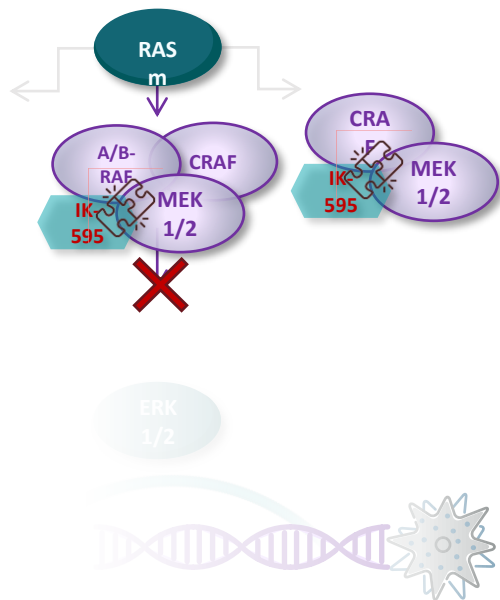 RAS
m
A/B-
RAF
CRAF
MEK
1/2
IK-
595
CRA
F
MEK
1/2
IK-
595
ERK
1/2